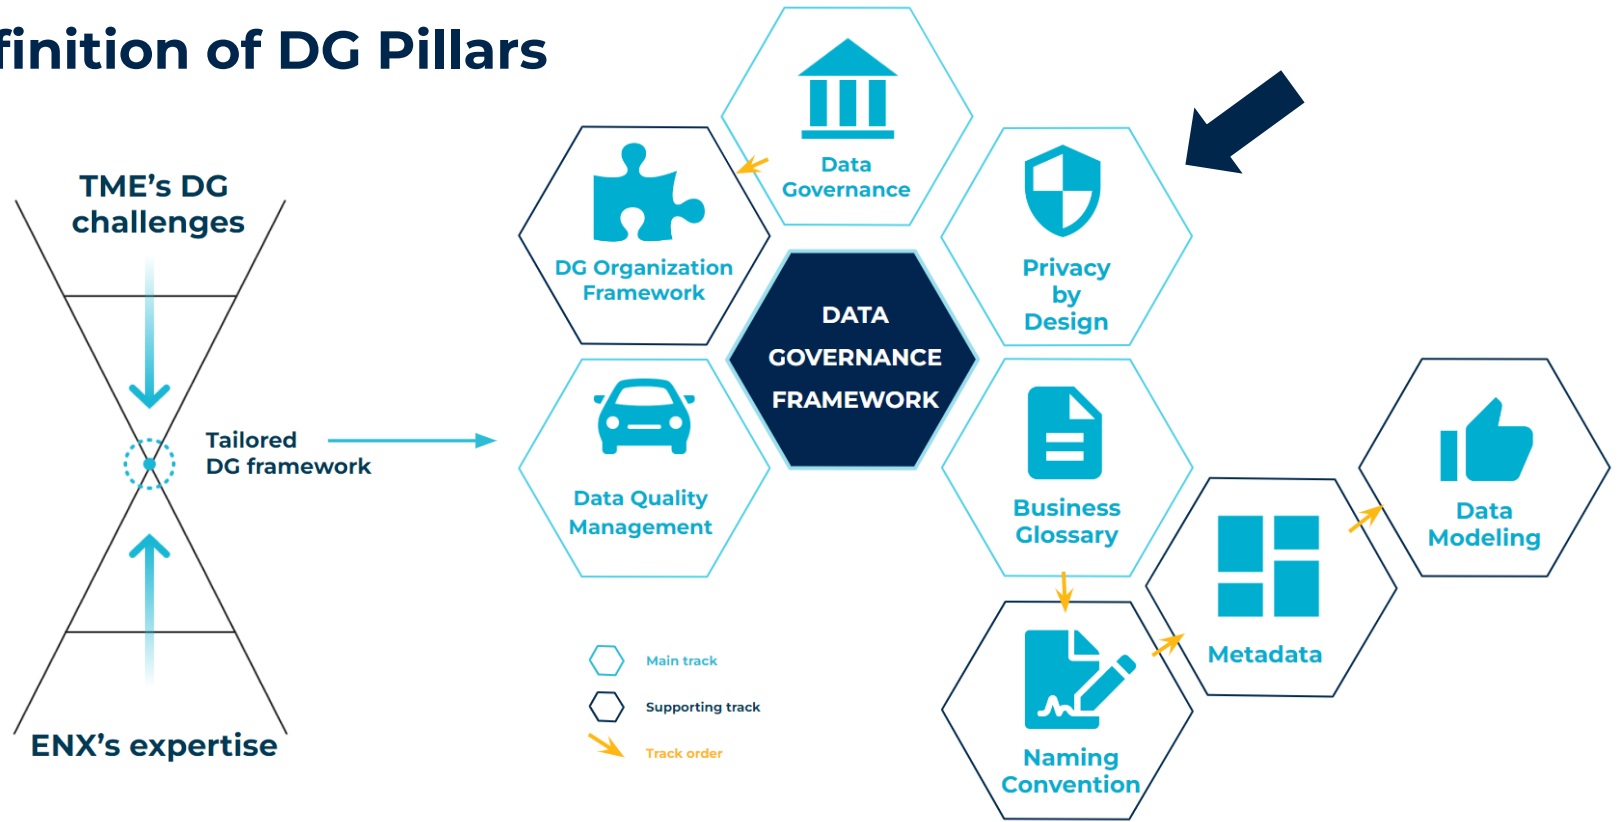 finition of DG Pillars
TME's DG
challenges
Tailored
DG framework
ENX's expertise
Data
Governance
DG Organization
Framework
Privacy
by
Design
DATA
GOVERNANCE
FRAMEWORK
Data Quality
Management
Business
Glossary
Data
Modeling
Metadata
Naming
Convention
Main track
Supporting track
Track order